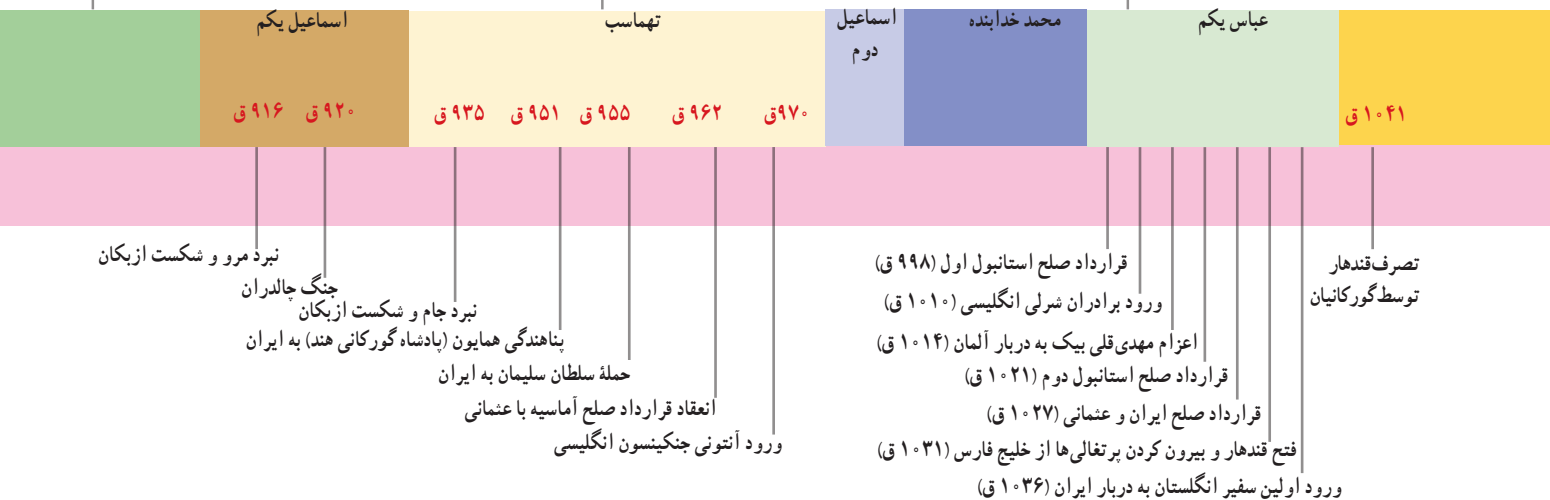 اسماعیل یکم
تهماسب
اسماعیل
دوم
محمد خدابنده
عباس یکم
۹۱۶ ق
۹۲۰ ق
۹۳۵ ق
۹۵۱ ق
۹۵۵ ق
۹۶۲ ق
۹۷۰ق
۱۰۴۱ ق
نبرد مرو و شکست ازبکان
جنگ چالدران
نبرد جام و شکست ازبکان
پناهندگی همایون (پادشاه گورکانی هند) به ایران
حملۀ سلطان سلیمان به ایران
انعقاد قرارداد صلح آماسیه با عثمانی
ورود آنتونی جنکینسون انگلیسی
قرارداد صلح استانبول اول (۹۹۸ ق)
ورود برادران شرلی انگلیسی (۱۰۱۰ ق)
اعزام مهدی‌قلی بیک به دربار آلمان (۱۰۱۴ ق)
قرارداد صلح استانبول دوم (۱۰۲۱ ق)
قرارداد صلح ایران و عثمانی (۱۰۲۷ ق)
فتح قندهار و بیرون کردن پرتغالی‌ها از خلیج فارس (۱۰۳۱ ق)
ورود اولین سفیر انگلستان به دربار ایران (۱۰۳۶ ق)
تصرف‌قندهار
توسط‌گورکانیان